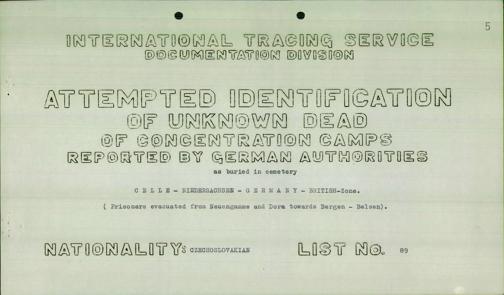 5
INTERNATIONAL TRACING SERVICE
DOCUMENTATION DIVISION
ATTEMPTED IDENTIFICATION
OF UNKNOWN DEAD
OF CONCENTRATION CAMPS
REPORTED BY GERMAN AUTHORITIES
as buried in cemetery
C E L L E - NIEDERSACHSEN - G E R M A N Y - BRITISH-Zone.
( Prisoners evacuated from Neuengamme and Dora towards Bergen - Belsen).
NATIONALITY: CZECHOSLOVAKIAN LIST No. 89